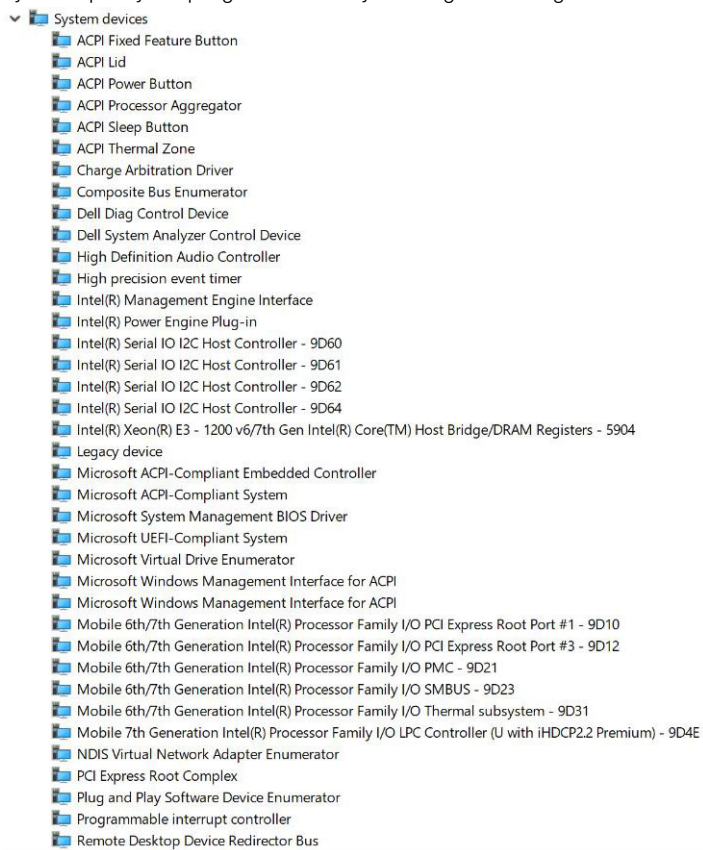 System devices
ACPI Fixed Feature Button
ACPI Lid
ACPI Power Button
ACPI Processor Aggregator
ACPI Sleep Button
ACPI Thermal Zone
Charge Arbitration Driver
Composite Bus Enumerator
Dell Diag Control Device
Dell System Analyzer Control Device
High Definition Audio Controller
High precision event timer
Intel(R) Management Engine Interface
Intel(R) Power Engine Plug-in
Intel(R) Serial IO I2C Host Controller - 9D60
Intel(R) Serial IO I2C Host Controller - 9D61
Intel(R) Serial IO I2C Host Controller - 9D62
Intel(R) Serial IO I2C Host Controller - 9D64
Intel(R) Xeon(R) E3 - 1200 v6/7th Gen Intel(R) Core(TM) Host Bridge/DRAM Registers - 5904
Legacy device
Microsoft ACPI-Compliant Embedded Controller
Microsoft ACPI-Compliant System
Microsoft System Management BIOS Driver
Microsoft UEFI-Compliant System
Microsoft Virtual Drive Enumerator
Microsoft Windows Management Interface for ACPI
Microsoft Windows Management Interface for ACPI
Mobile 6th/7th Generation Intel(R) Processor Family I/O PCI Express Root Port #1 - 9D10
Mobile 6th/7th Generation Intel(R) Processor Family I/O PCI Express Root Port #3 - 9D12
Mobile 6th/7th Generation Intel(R) Processor Family I/O PMC - 9D21
Mobile 6th/7th Generation Intel(R) Processor Family I/O SMBUS - 9D23
Mobile 6th/7th Generation Intel(R) Processor Family I/O Thermal subsystem - 9D31
Mobile 7th Generation Intel(R) Processor Family I/O LPC Controller (U with iHDCP2.2 Premium) - 9D4E
NDIS Virtual Network Adapter Enumerator
PCI Express Root Complex
Plug and Play Software Device Enumerator
Programmable interrupt controller
Remote Desktop Device Redirector Bus